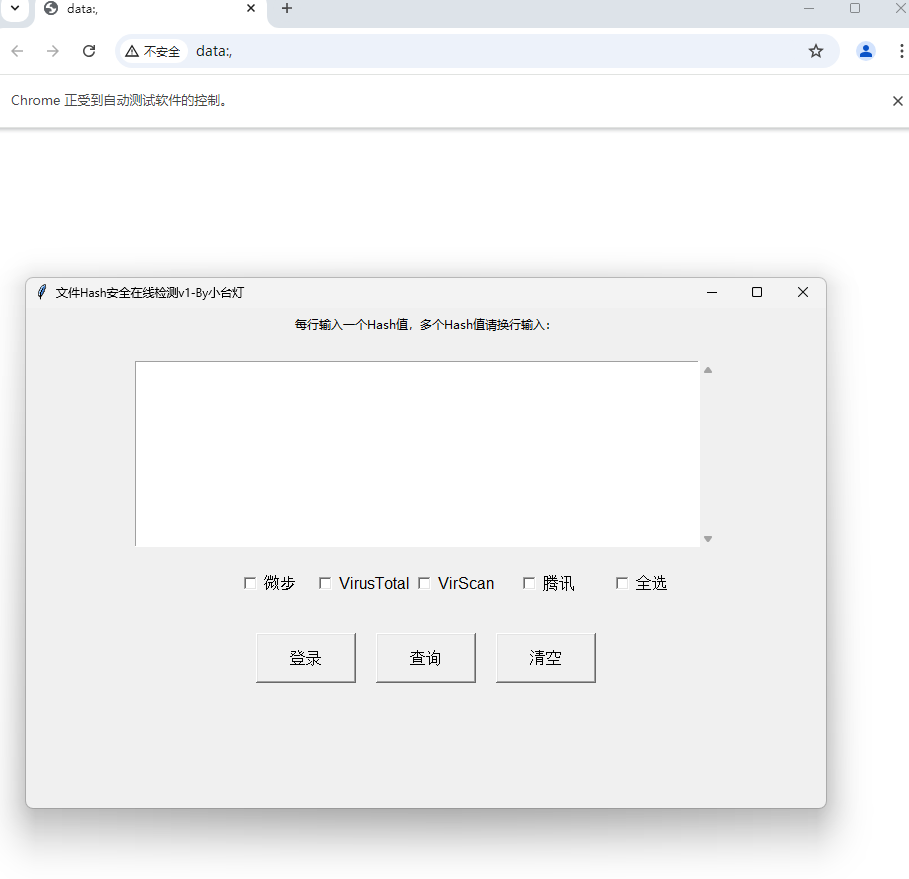 data:,
不安全 data:,
Chrome 正受到自动测试软件的控制。
文件Hash安全在线检测v1-By小台灯
每行输入一个Hash值，多个Hash值请换行输入：
微步 VirusTotal VirScan 腾讯 全选
登录 查询 清空